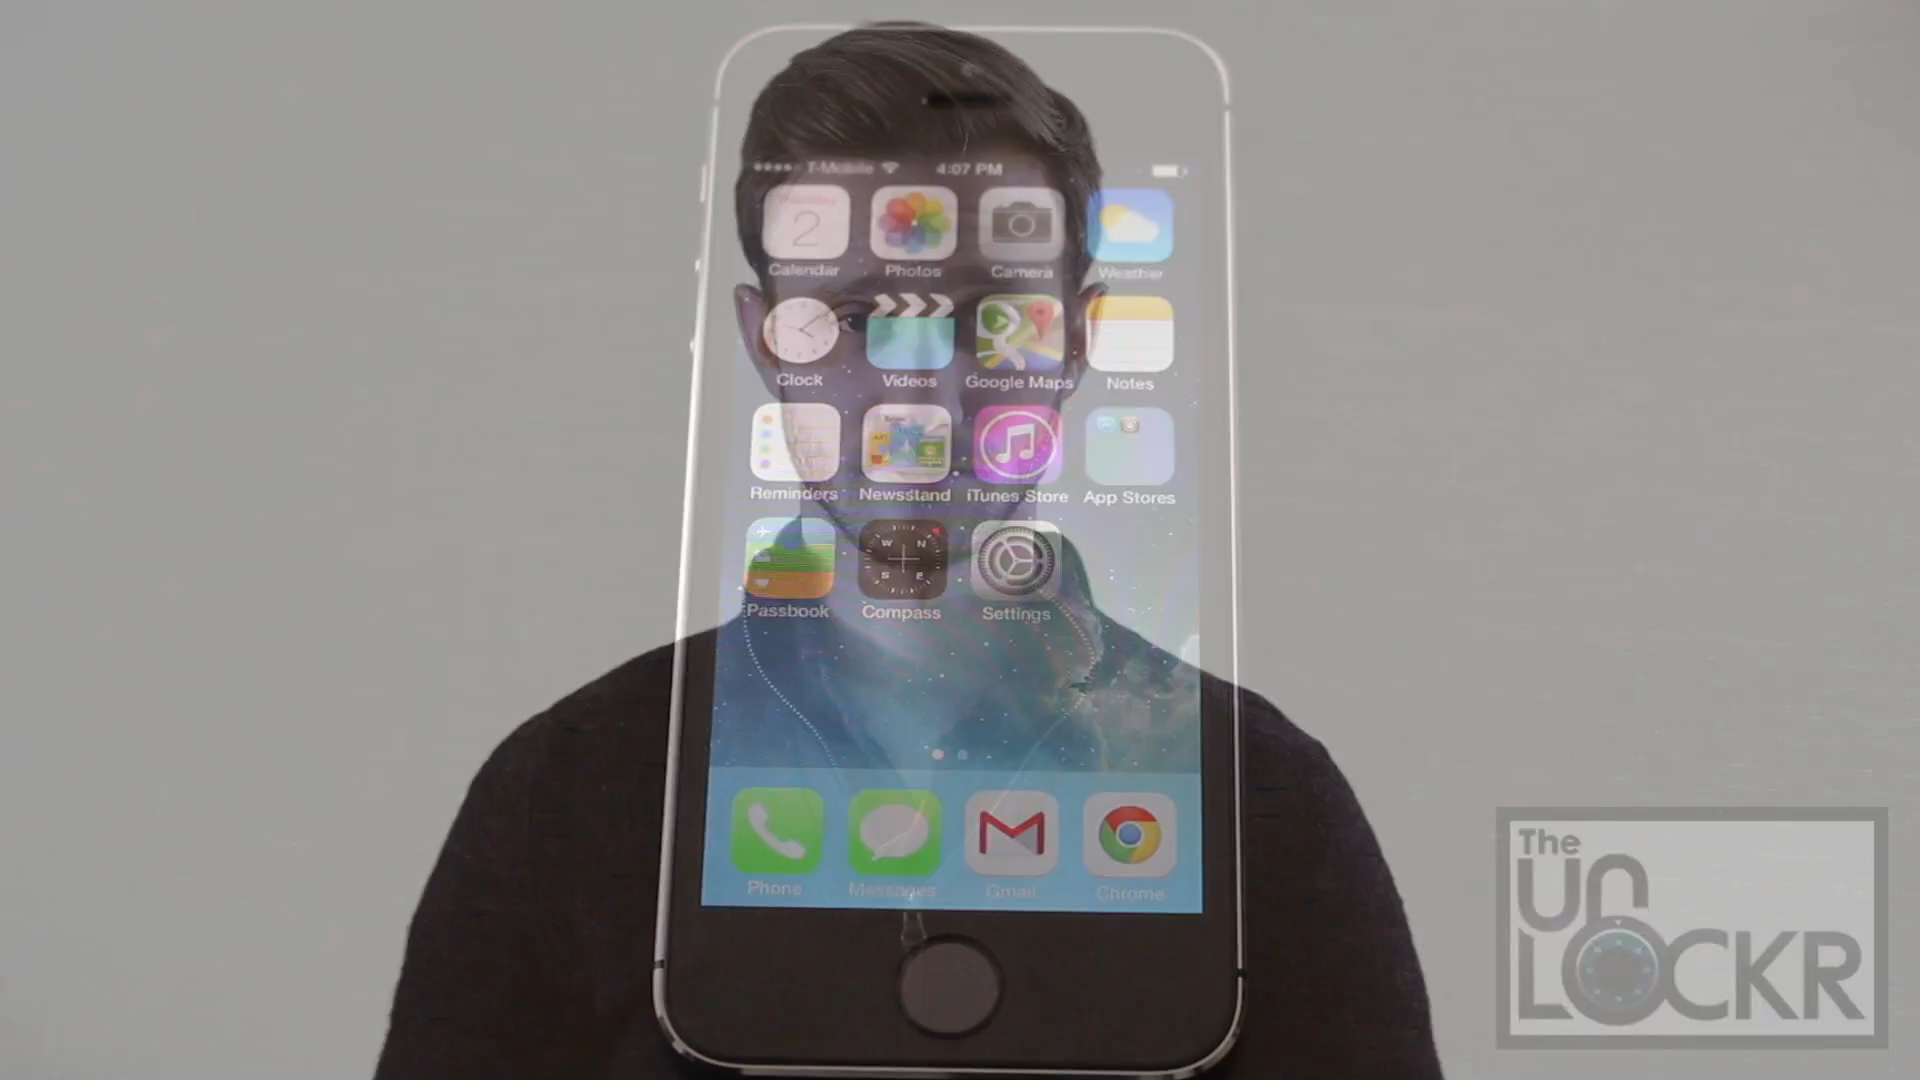 T-Mobile 4:07 PM
2
Calendar Photos Camera Weather
Clock Videos Google Maps Notes
Reminders Newsstand iTunes Store App Stores
W N
S E
Passbook Compass Settings
Phone Messages Gmail Chrome
The
UN
LOCKR